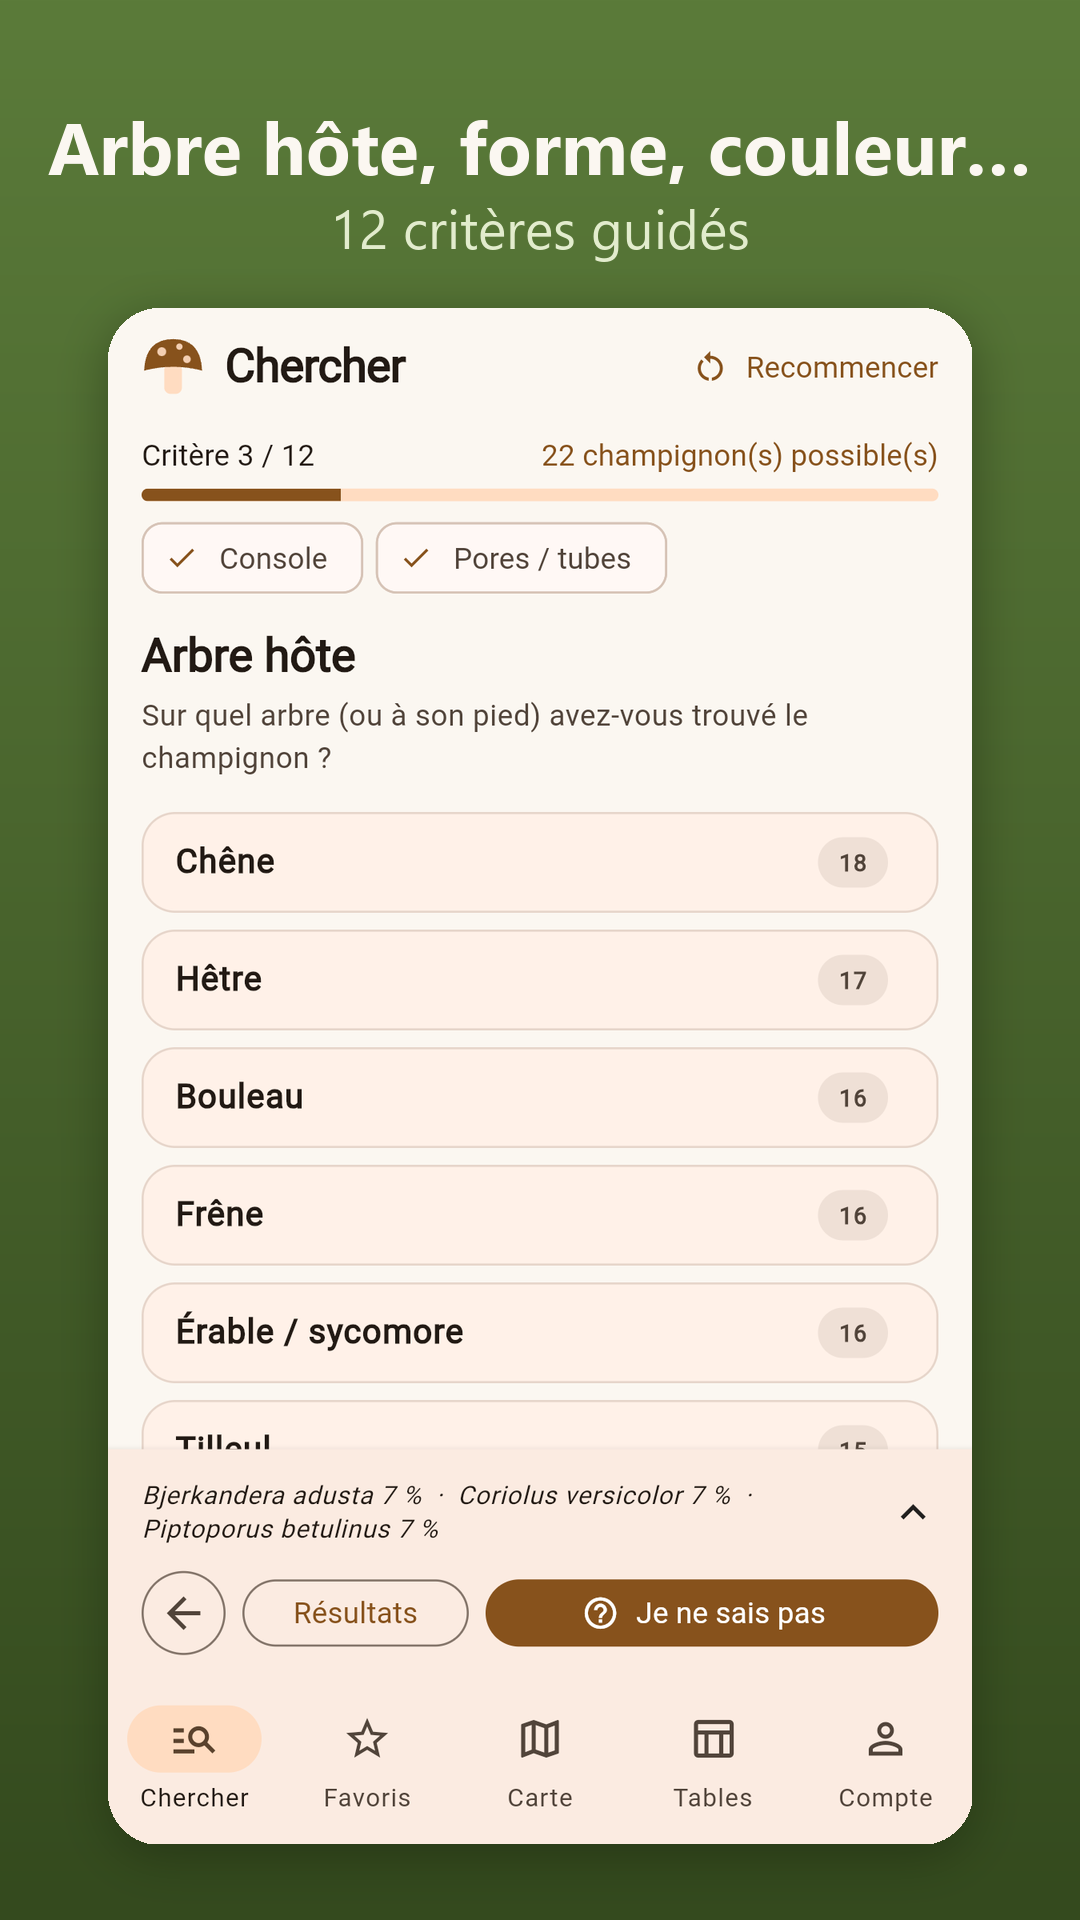 Arbre hôte, forme, couleur...
12 critères guidés
Chercher
Recommencer
Critère 3 / 12
22 champignon(s) possible(s)
Console
Pores / tubes
Arbre hôte
Sur quel arbre (ou à son pied) avez-vous trouvé le
champignon ?
Chêne
18
Hêtre
17
Bouleau
16
Frêne
16
Érable / sycomore
16
Tilleul
15
Bjerkandera adusta 7 % · Coriolus versicolor 7 % ·
Piptoporus betulinus 7 %
Résultats
Je ne sais pas
Chercher
Favoris
Carte
Tables
Compte